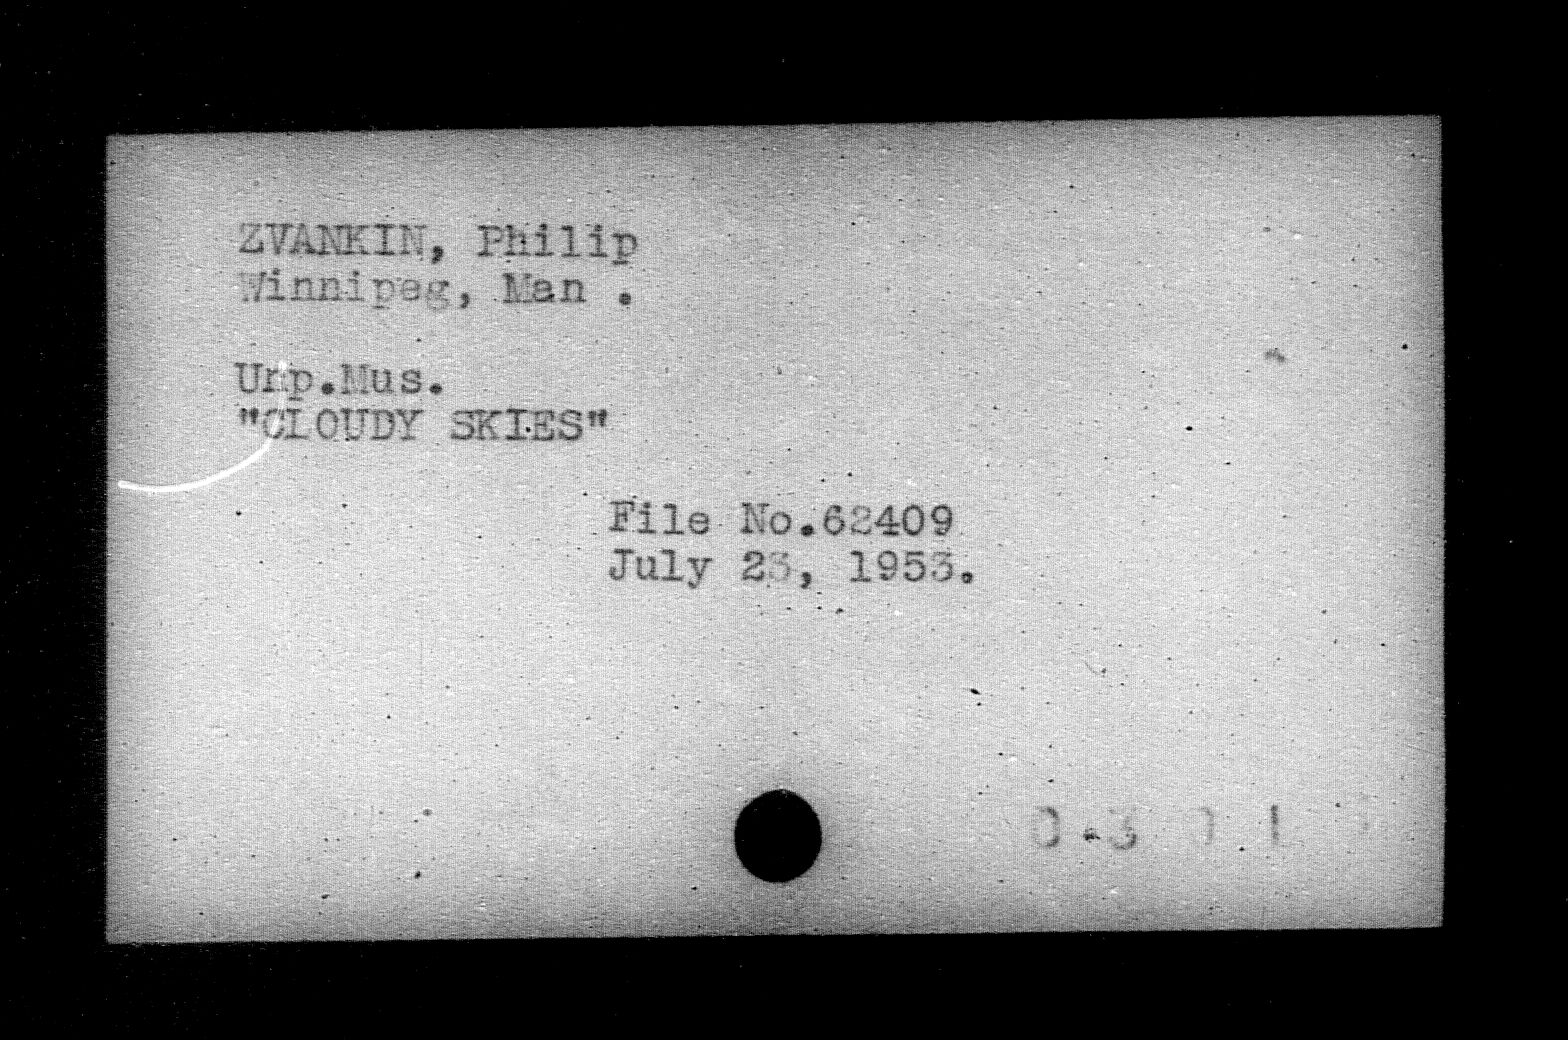 ZVANKIN, Philip
Winnipeg, Man .
Unp.Mus.
"CLOUDY SKIES"
File No.62409
July 23, 1953.